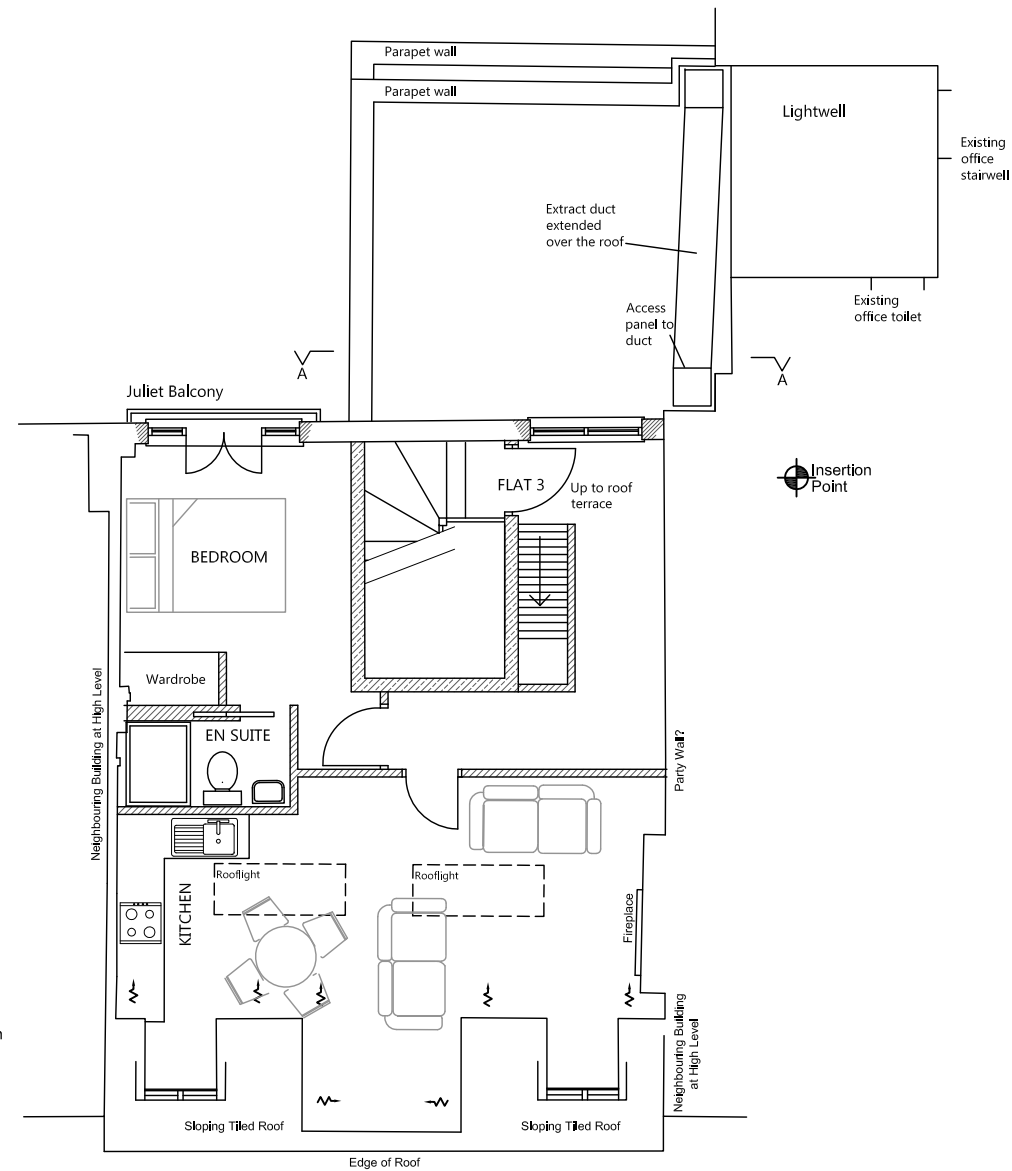 Parapet wall
Parapet wall
Lightwell
Existing
office
stairwell
Extract duct
extended
over the roof
Existing
office toilet
Access
panel to
duct
A
A
Juliet Balcony
Insertion
Point
FLAT 3
Up to roof
terrace
BEDROOM
Wardrobe
EN SUITE
Neighbouring Building at High Level
Party Wall?
Rooflight
Rooflight
KITCHEN
Fireplace
Neighbouring Building
at High Level
Sloping Tiled Roof
Sloping Tiled Roof
Edge of Roof